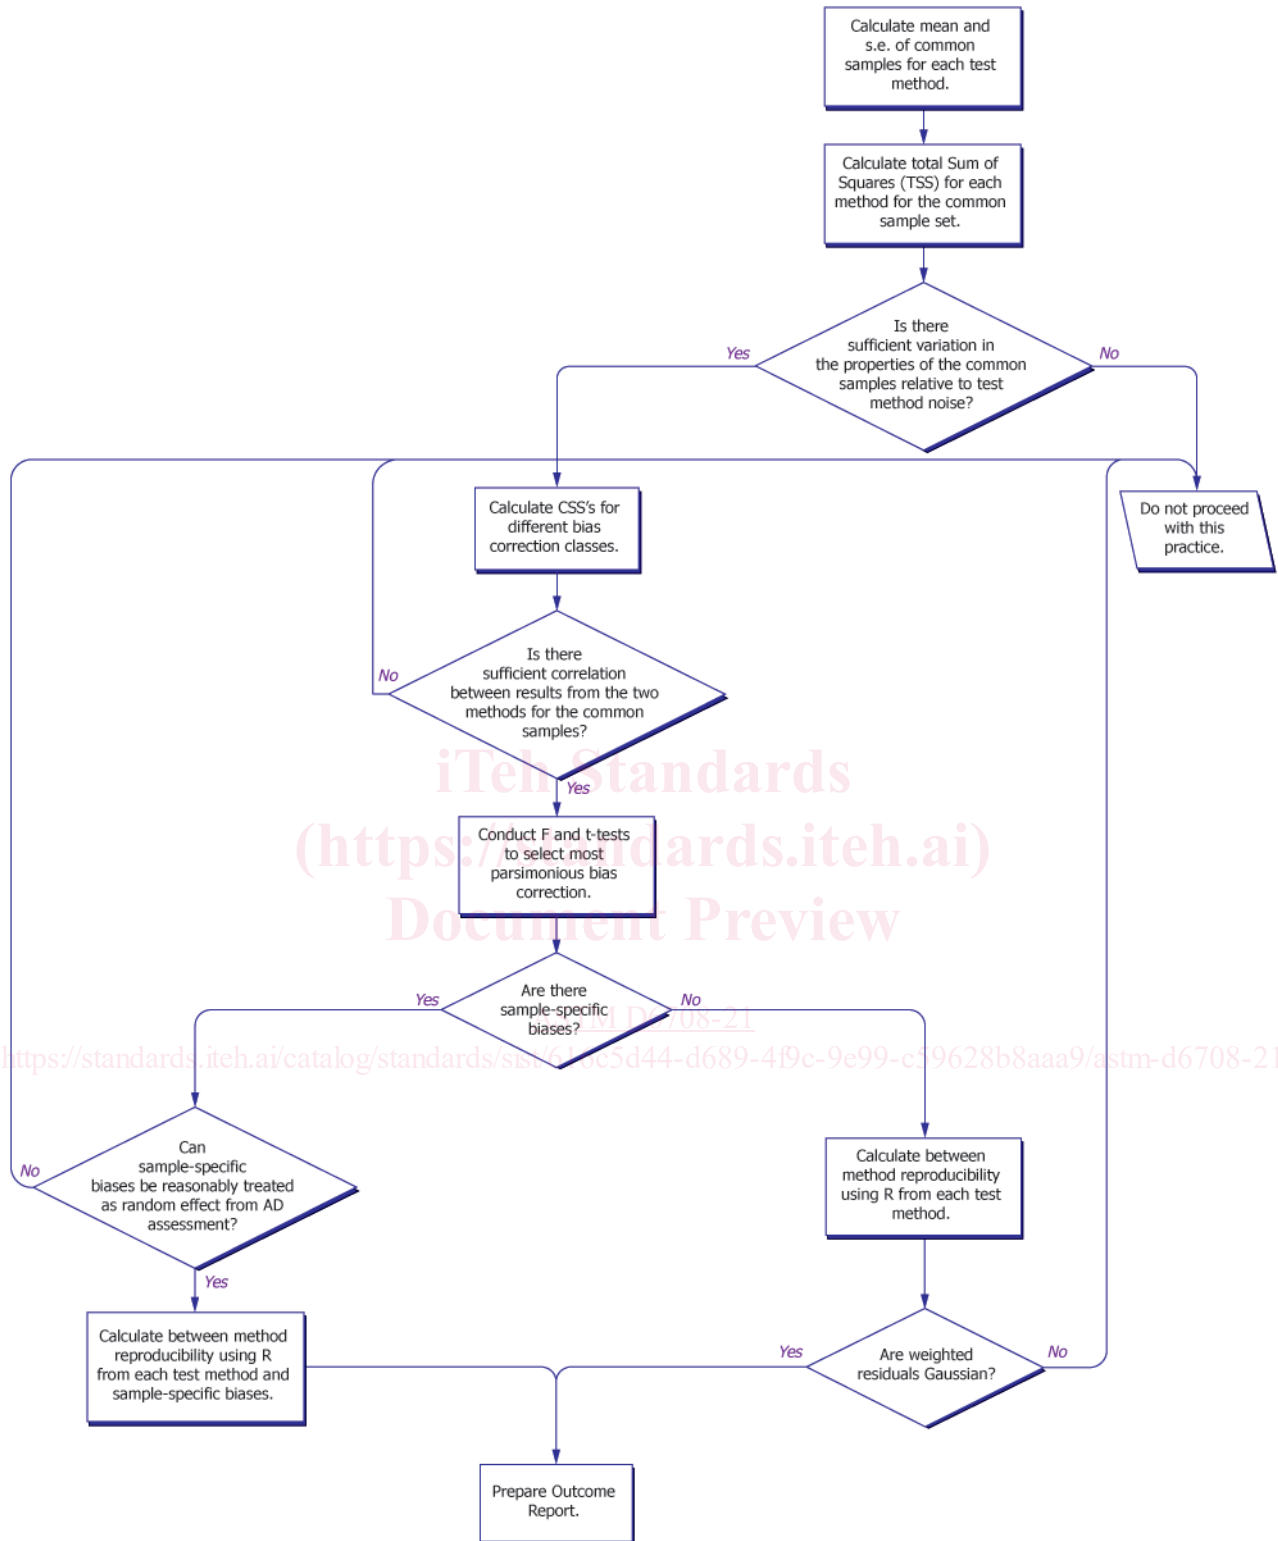 Calculate mean and
s.e. of common
samples for each test
method.
Calculate total Sum of
Squares (TSS) for each
method for the common
sample set.
Is there
sufficient variation in
the properties of the common
samples relative to test
method noise?
Yes
No
Calculate CSS's for
different bias
correction classes.
Do not proceed
with this
practice.
Is there
sufficient correlation
between results from the two
methods for the common
samples?
No
Yes
iTeh Standards
(https://standards.iteh.ai)
Document Preview
Conduct F and t-tests
to select most
parsimonious bias
correction.
Are there
sample-specific
biases?
Yes
No
ASTM D6708-21
Can
sample-specific
biases be reasonably treated
as random effect from AD
assessment?
No
Yes
Calculate between
method reproducibility
using R from each test
method.
Calculate between method
reproducibility using R
from each test method and
sample-specific biases.
Are weighted
residuals Gaussian?
Yes
No
Prepare Outcome
Report.